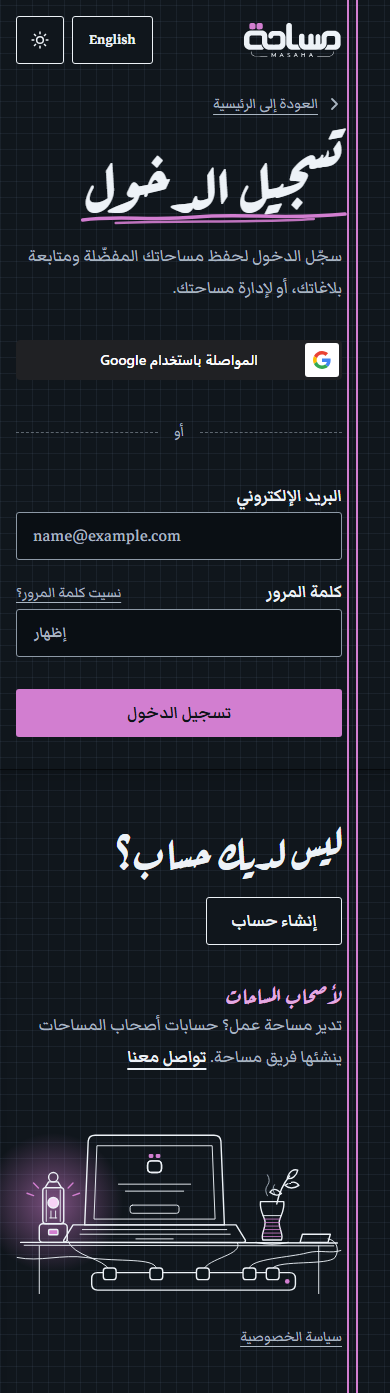 مساحة
MASAHA
English
العودة إلى الرئيسية
تسجيل الدخول
سجّل الدخول لحفظ مساحاتك المفضّلة ومتابعة
بلاغاتك، أو لإدارة مساحتك.
المواصلة باستخدام Google
أو
البريد الإلكتروني
name@example.com
كلمة المرور
نسيت كلمة المرور؟
إظهار
تسجيل الدخول
ليس لديك حساب؟
إنشاء حساب
لأصحاب المساحات
تدير مساحة عمل؟ حسابات أصحاب المساحات
ينشئها فريق مساحة. تواصل معنا
سياسة الخصوصية